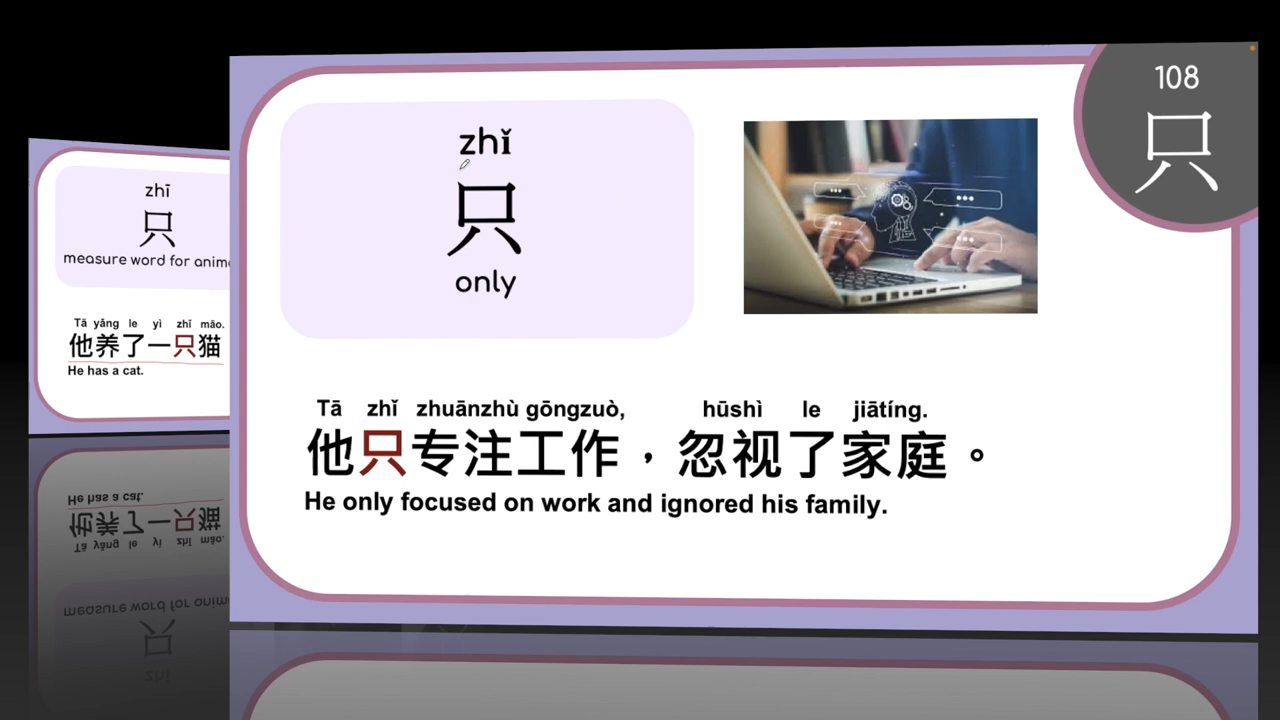 zhī
只
measure word for
Tā yǎng le yì zhǐ māo.
他养了一只猫
He has a cat.
zhǐ
只
only
108
只
Tā zhǐ zhuānzhù gōngzuò, hūshì le jiātíng.
他只专注工作，忽视了家庭。
He only focused on work and ignored his family.